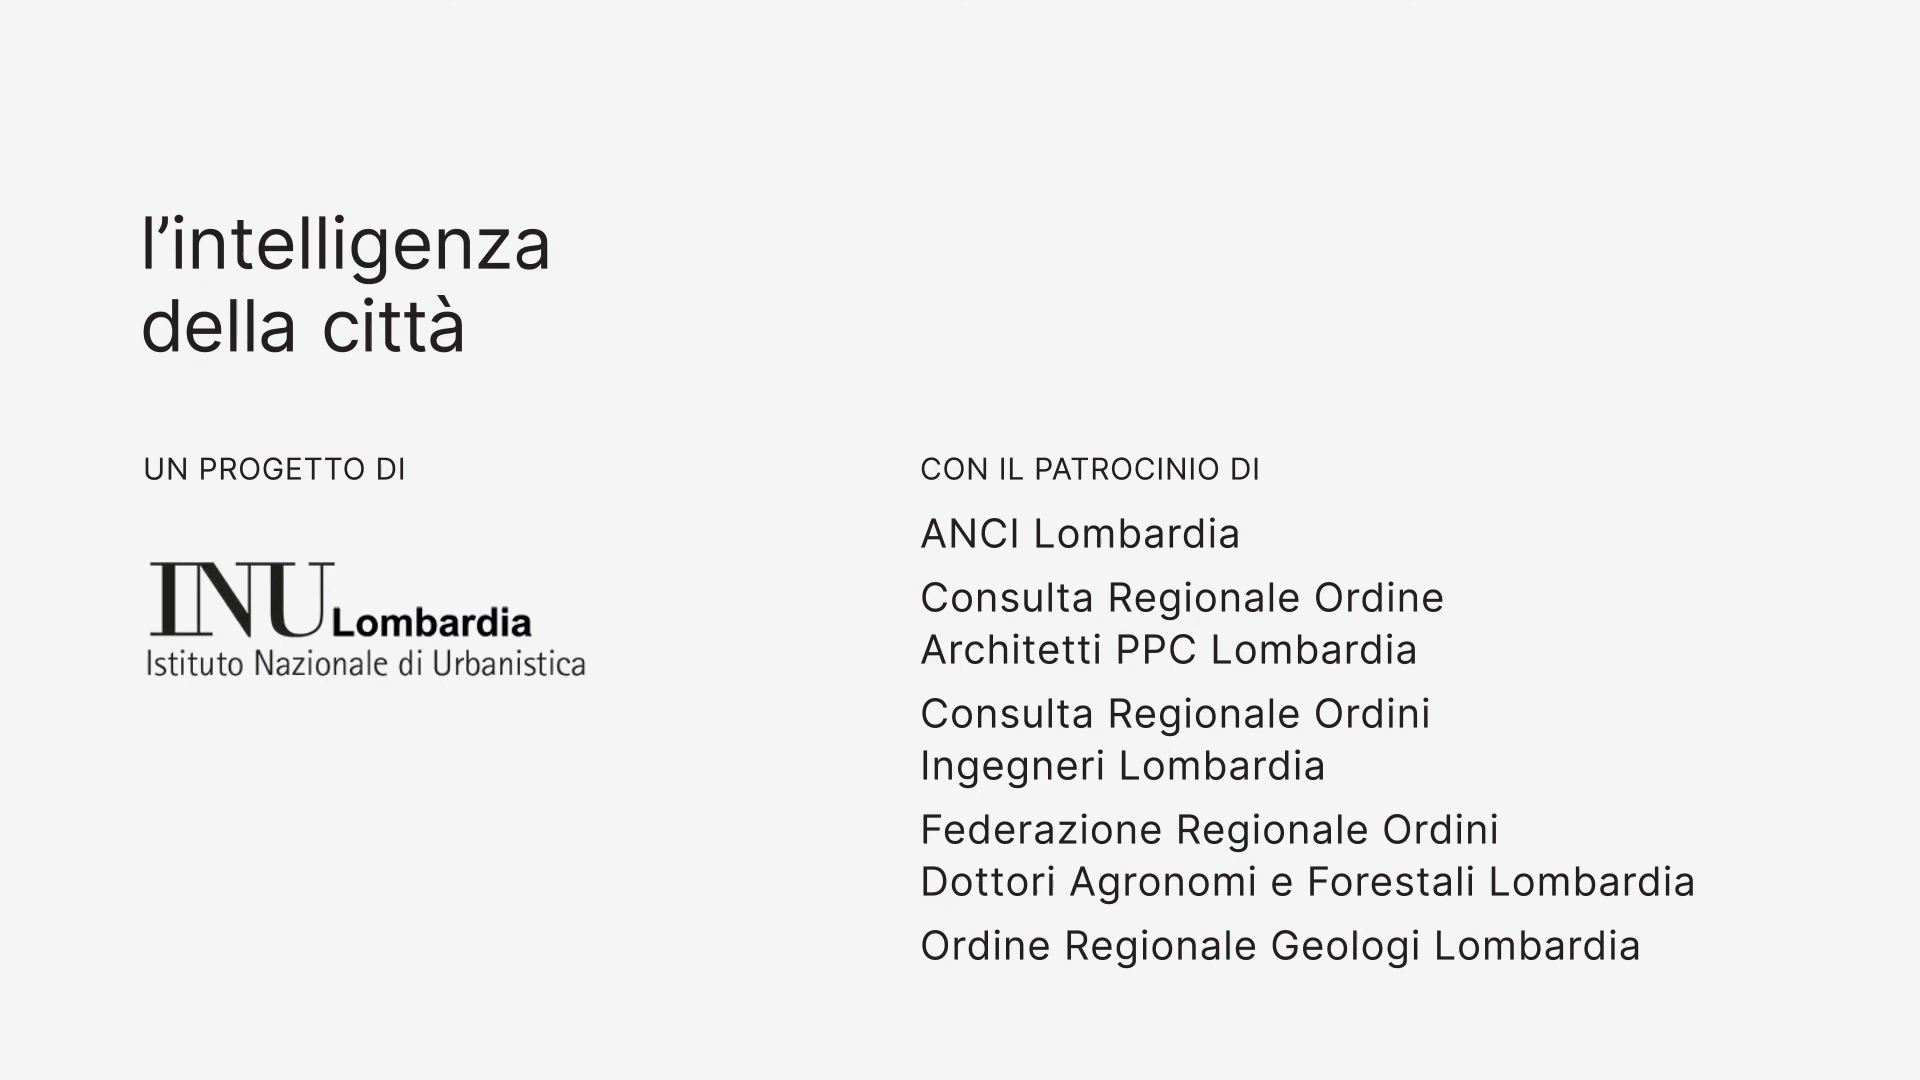 l’intelligenza
della città
UN PROGETTO DI
INU Lombardia
Istituto Nazionale di Urbanistica
CON IL PATROCINIO DI
ANCI Lombardia
Consulta Regionale Ordine
Architetti PPC Lombardia
Consulta Regionale Ordini
Ingegneri Lombardia
Federazione Regionale Ordini
Dottori Agronomi e Forestali Lombardia
Ordine Regionale Geologi Lombardia